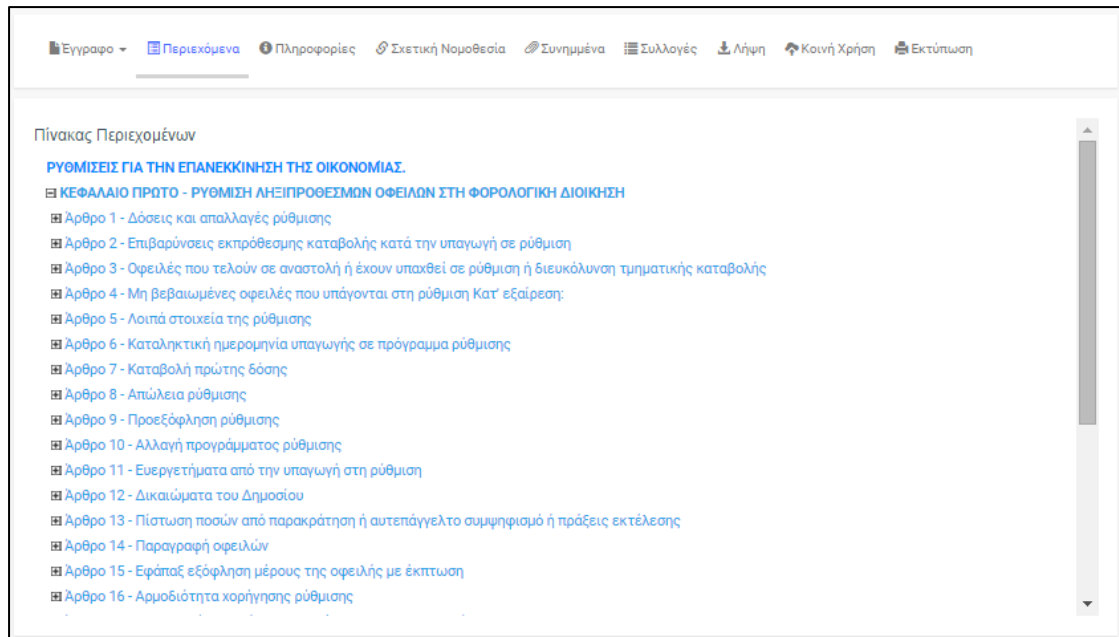 Έγγραφο Περιεχόμενα Πληροφορίες Σχετική Νομοθεσία Συνημμένα Συλλογές Λήψη Κοινή Χρήση Εκτύπωση
Πίνακας Περιεχομένων
ΡΥΘΜΙΣΕΙΣ ΓΙΑ ΤΗΝ ΕΠΑΝΕΚΚΙΝΗΣΗ ΤΗΣ ΟΙΚΟΝΟΜΙΑΣ.
ΚΕΦΑΛΑΙΟ ΠΡΩΤΟ - ΡΥΘΜΙΣΗ ΛΗΞΙΠΡΟΘΕΣΜΩΝ ΟΦΕΙΛΩΝ ΣΤΗ ΦΟΡΟΛΟΓΙΚΗ ΔΙΟΙΚΗΣΗ
Άρθρο 1 - Δόσεις και απαλλαγές ρύθμισης
Άρθρο 2 - Επιβαρύνσεις εκπρόθεσμης καταβολής κατά την υπαγωγή σε ρύθμιση
Άρθρο 3 - Οφειλές που τελούν σε αναστολή ή έχουν υπαχθεί σε ρύθμιση ή διευκόλυνση τμηματικής καταβολής
Άρθρο 4 - Μη βεβαιωμένες οφειλές που υπάγονται στη ρύθμιση Κατ' εξαίρεση:
Άρθρο 5 - Λοιπά στοιχεία της ρύθμισης
Άρθρο 6 - Καταληκτική ημερομηνία υπαγωγής σε πρόγραμμα ρύθμισης
Άρθρο 7 - Καταβολή πρώτης δόσης
Άρθρο 8 - Απώλεια ρύθμισης
Άρθρο 9 - Προεξόφληση ρύθμισης
Άρθρο 10 - Αλλαγή προγράμματος ρύθμισης
Άρθρο 11 - Ευεργετήματα από την υπαγωγή στη ρύθμιση
Άρθρο 12 - Δικαιώματα του Δημοσίου
Άρθρο 13 - Πίστωση ποσών από παρακράτηση ή αυτεπάγγελτο συμψηφισμό ή πράξεις εκτέλεσης
Άρθρο 14 - Παραγραφή οφειλών
Άρθρο 15 - Εφάπαξ εξόφληση μέρους της οφειλής με έκπτωση
Άρθρο 16 - Αρμοδιότητα χορήγησης ρύθμισης